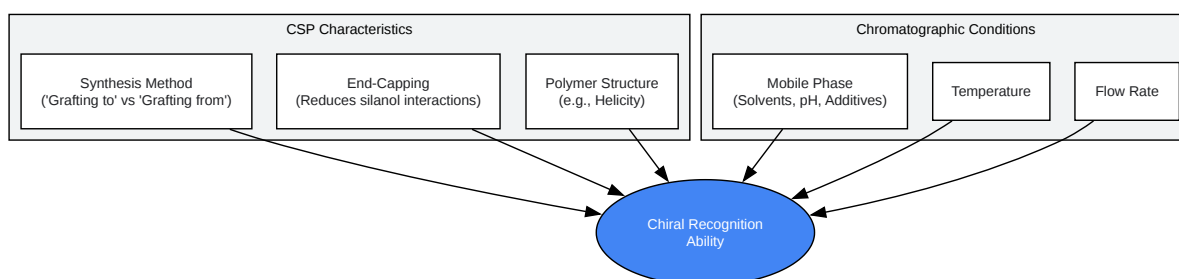 CSP Characteristics
Chromatographic Conditions
Synthesis Method
('Grafting to' vs 'Grafting from')
End-Capping
(Reduces silanol interactions)
Polymer Structure
(e.g., Helicity)
Mobile Phase
(Solvents, pH, Additives)
Temperature
Flow Rate
Chiral Recognition
Ability